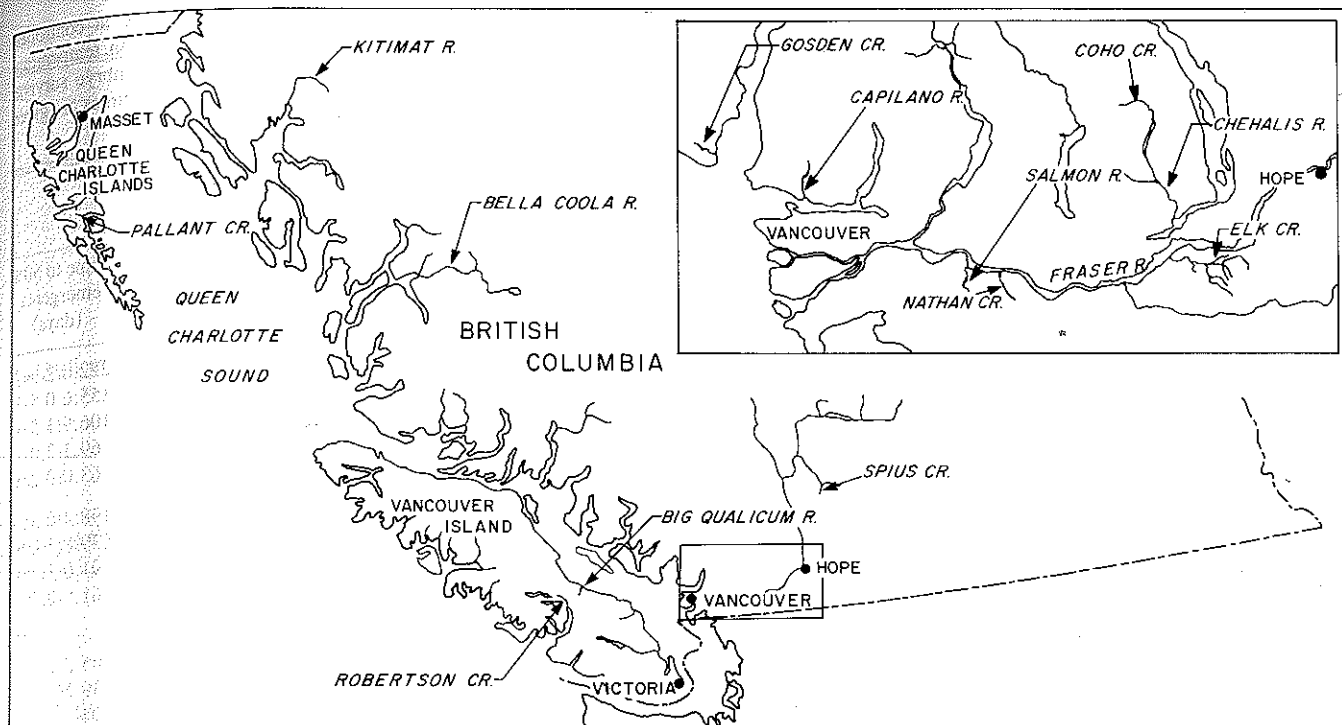 KITIMAT R.
MASSET
QUEEN
CHARLOTTE
ISLANDS
PALLANT CR.
BELLA COOLA R.
QUEEN
CHARLOTTE
SOUND
BRITISH
COLUMBIA
GOSDEN CR.
COHO CR.
CAPILANO R.
CHEHALIS R.
SALMON R.
HOPE
VANCOUVER
ELK CR.
FRASER R.
NATHAN CR.
SPIUS CR.
VANCOUVER
ISLAND
BIG QUALICUM R.
HOPE
VANCOUVER
ROBERTSON CR.
VICTORIA